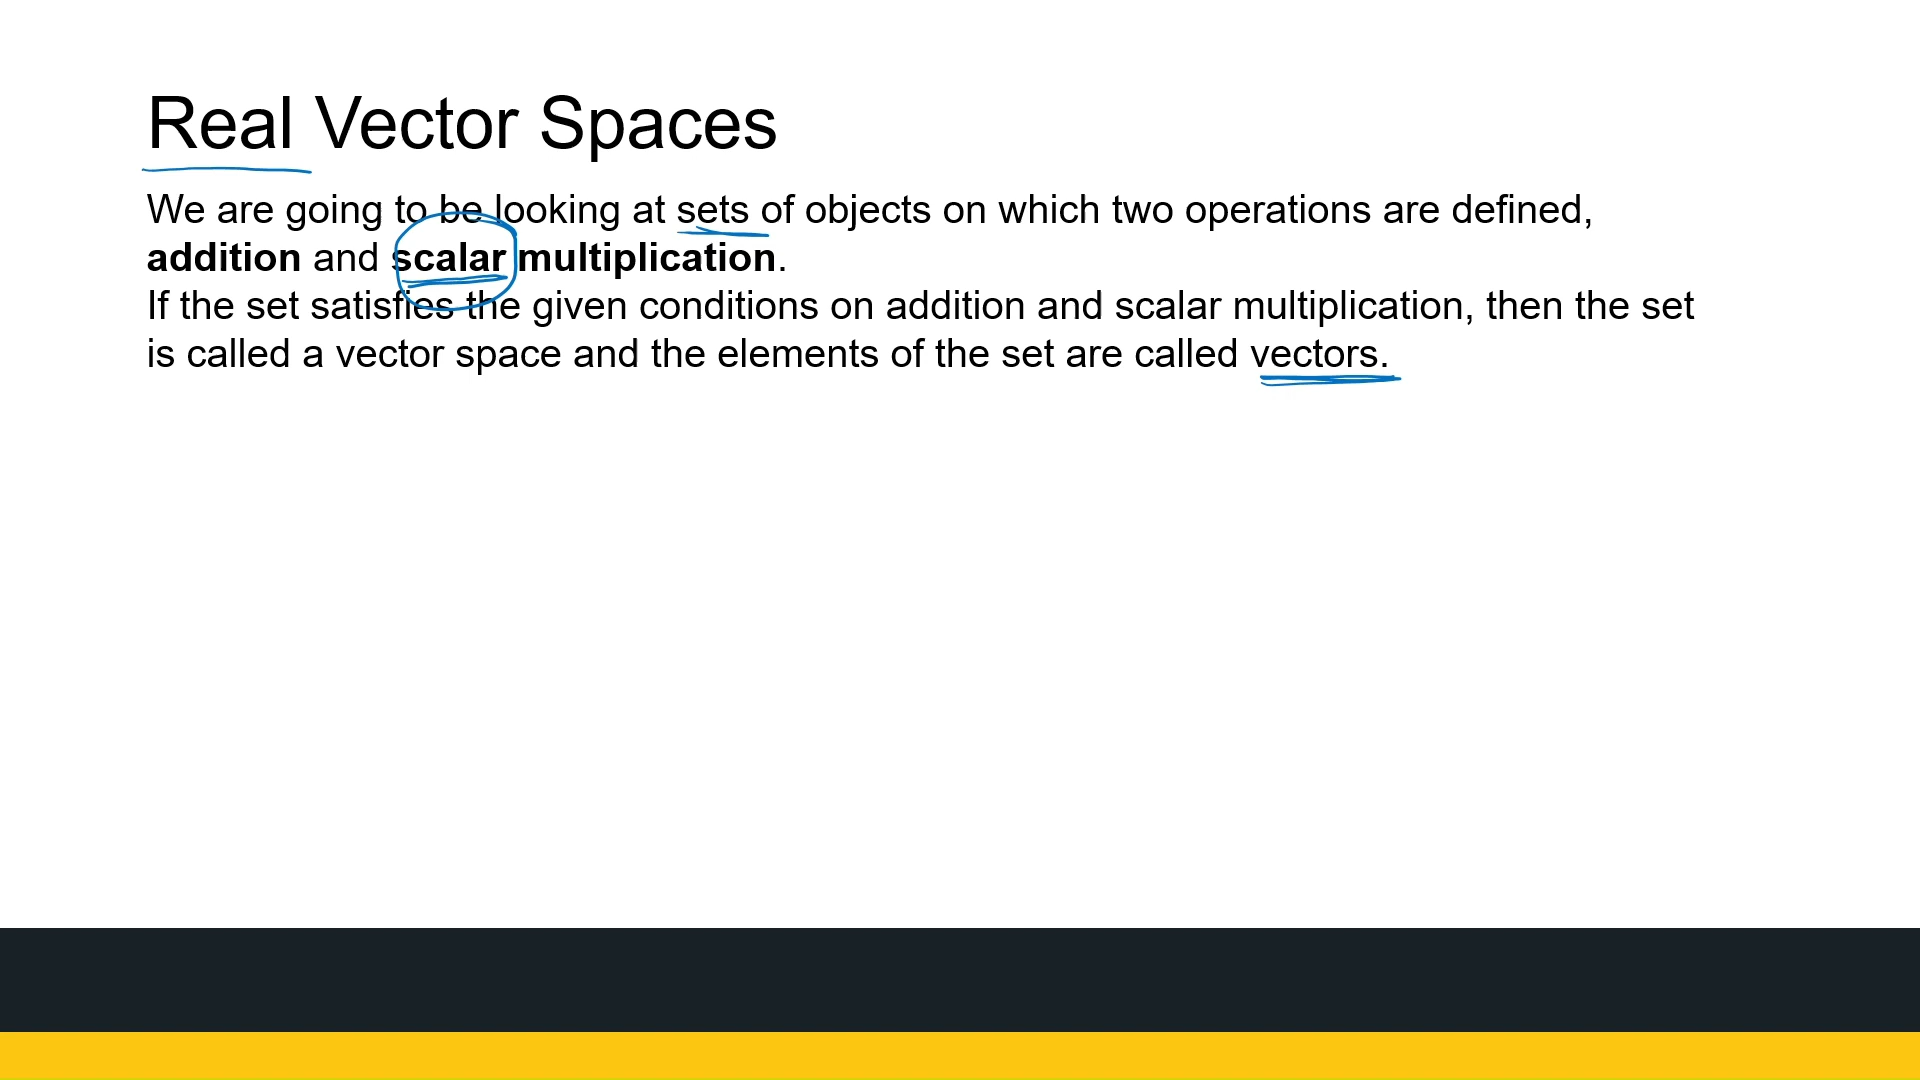 Real Vector Spaces
We are going to be looking at sets of objects on which two operations are defined,
addition and scalar multiplication.
If the set satisfies the given conditions on addition and scalar multiplication, then the set
is called a vector space and the elements of the set are called vectors.